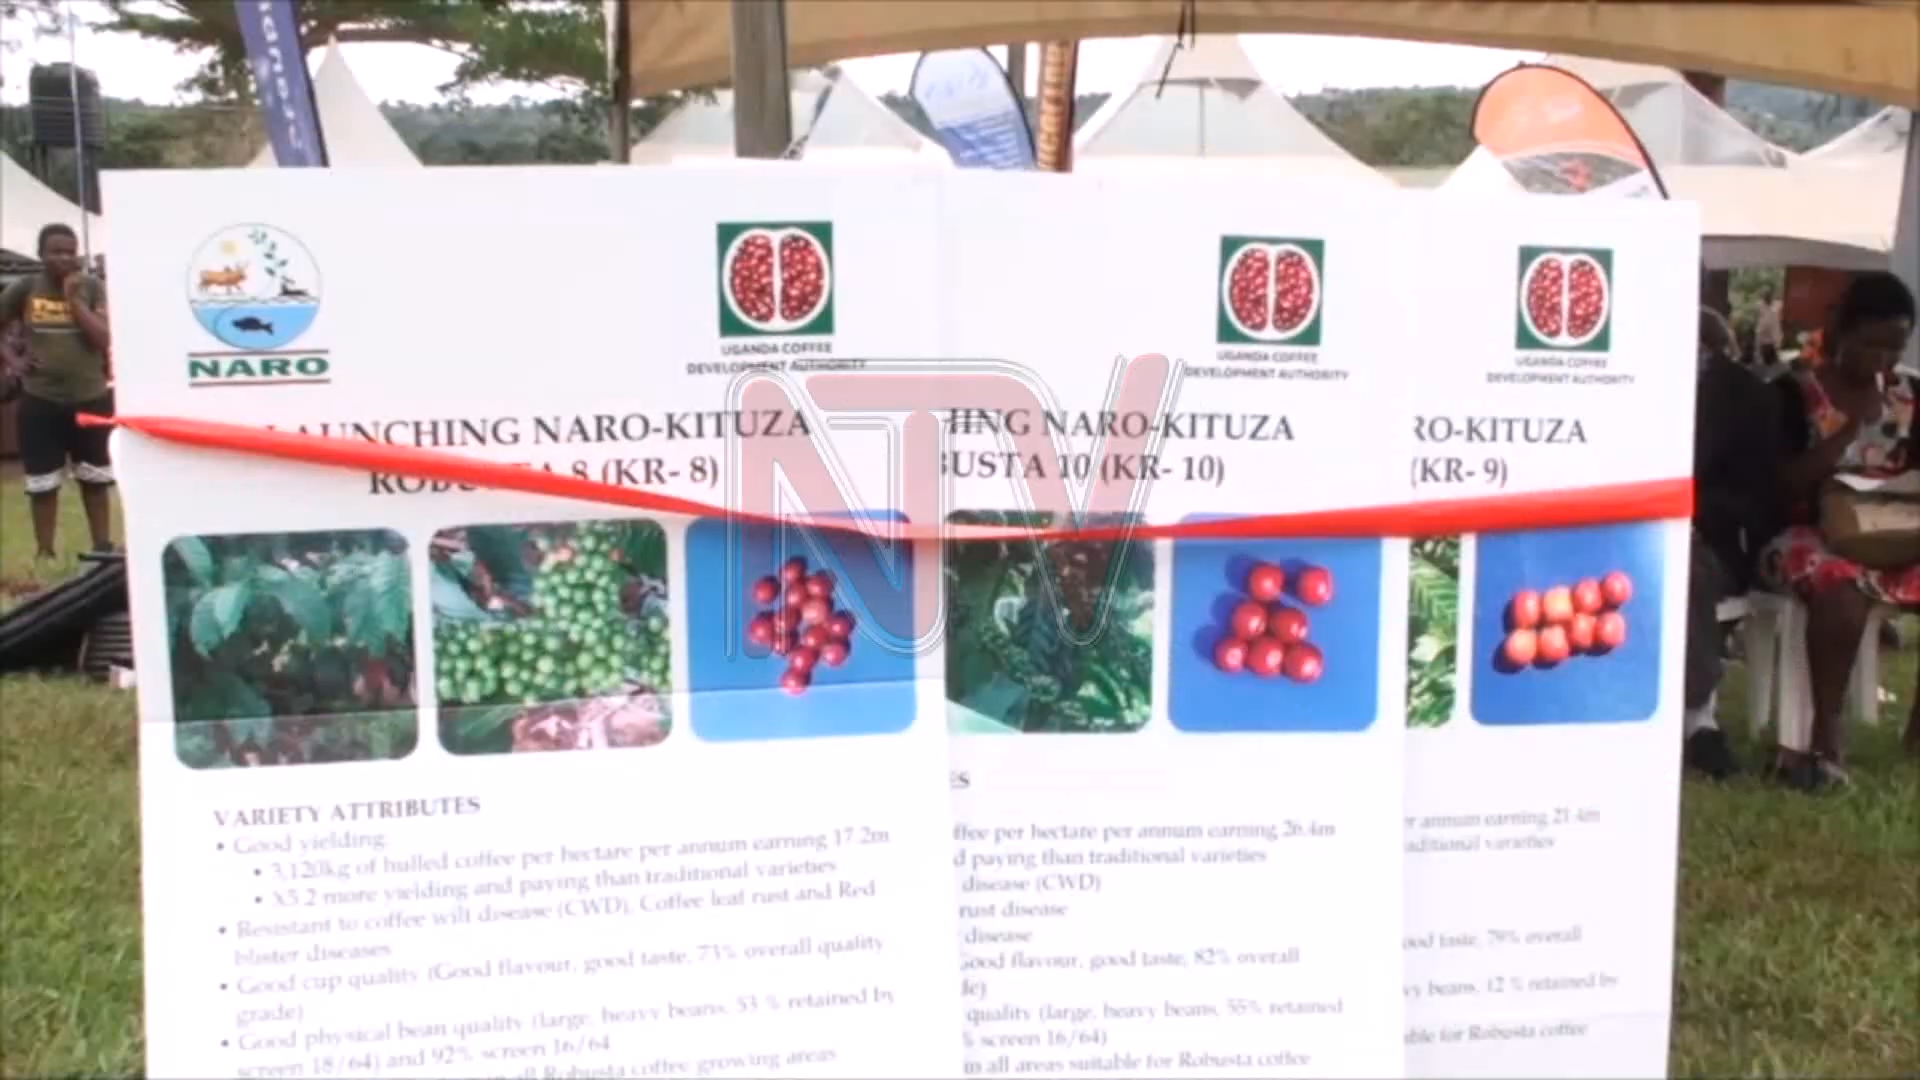 NARO
UGANDA COFFEE
DEVELOPMENT AUTHORITY
LAUNCHING NARO-KITUZA
ROBUSTA 8 (KR- 8)
VARIETY ATTRIBUTES
• Good yielding
• 3,120kg of hulled coffee per hectare per annum earning 17.2m
• X5.2 more yielding and paying than traditional varieties
• Resistant to coffee wilt disease (CWD), Coffee leaf rust and Red
blister diseases
• Good cup quality (Good flavour, good taste, 73% overall quality
grade)
• Good physical bean quality (large, heavy beans, 53 % retained by
screen 18/64) and 92% screen 16/64
all Robusta coffee growing areas
UGANDA COFFEE
DEVELOPMENT AUTHORITY
HING NARO-KITUZA
BUSTA 10 (KR- 10)
ES
ffee per hectare per annum earning 26.4m
d paying than traditional varieties
disease (CWD)
rust disease
disease
Good flavour, good taste, 82% overall
de)
quality (large, heavy beans, 55% retained
% screen 16/64)
in all areas suitable for Robusta coffee
UGANDA COFFEE
DEVELOPMENT AUTHORITY
RO-KITUZA
(KR- 9)
r annum earning 21.4m
aditional varieties
ood taste, 79% overall
vy beans, 12 % retained by
able for Robusta coffee
NTV